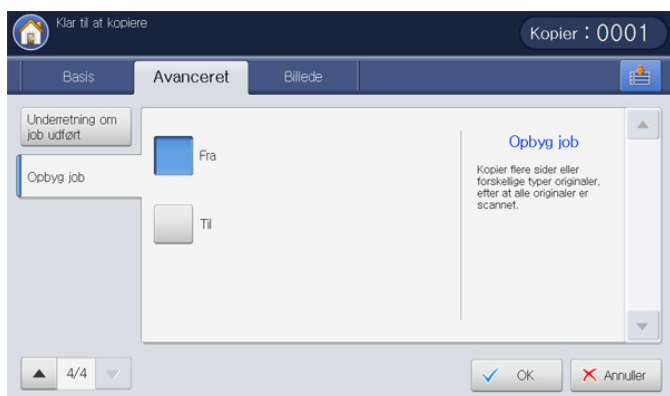 Klar til at kopiere
Kopier : 0001
Basis
Avanceret
Billede
Underretning om
job udført
Opbyg job
Fra
Til
Opbyg job
Kopier flere sider eller
forskellige typer originaler,
efter at alle originaler er
scannet.
4/4
OK
Annuller